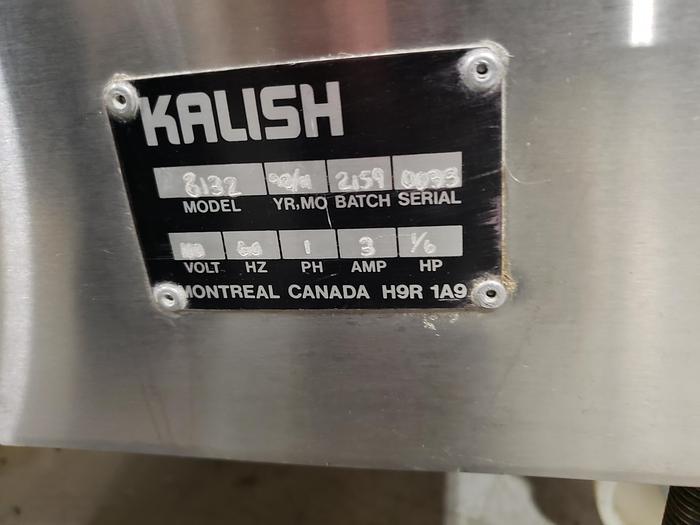 KALISH
8132 2159
MODEL YR,MO BATCH SERIAL
60 1 3 1/6
VOLT HZ PH AMP HP
MONTREAL CANADA H9R 1A9